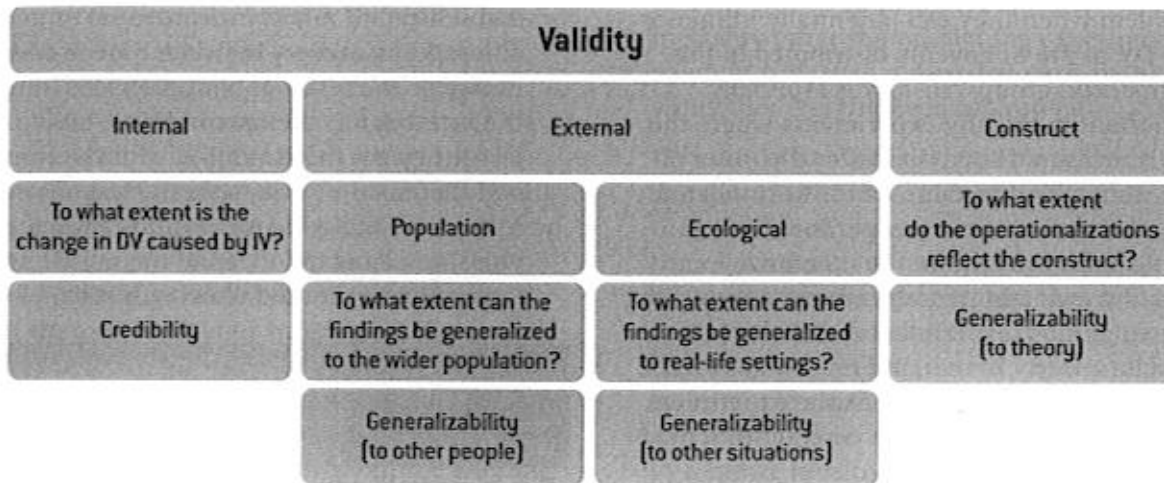 Validity
Internal
External
Construct
To what extent is the
change in DV caused by IV?
Population
Ecological
To what extent
do the operationalizations
reflect the construct?
Credibility
To what extent can the
findings be generalized
to the wider population?
To what extent can the
findings be generalized
to real-life settings?
Generalizability
(to theory)
Generalizability
(to other people)
Generalizability
(to other situations)